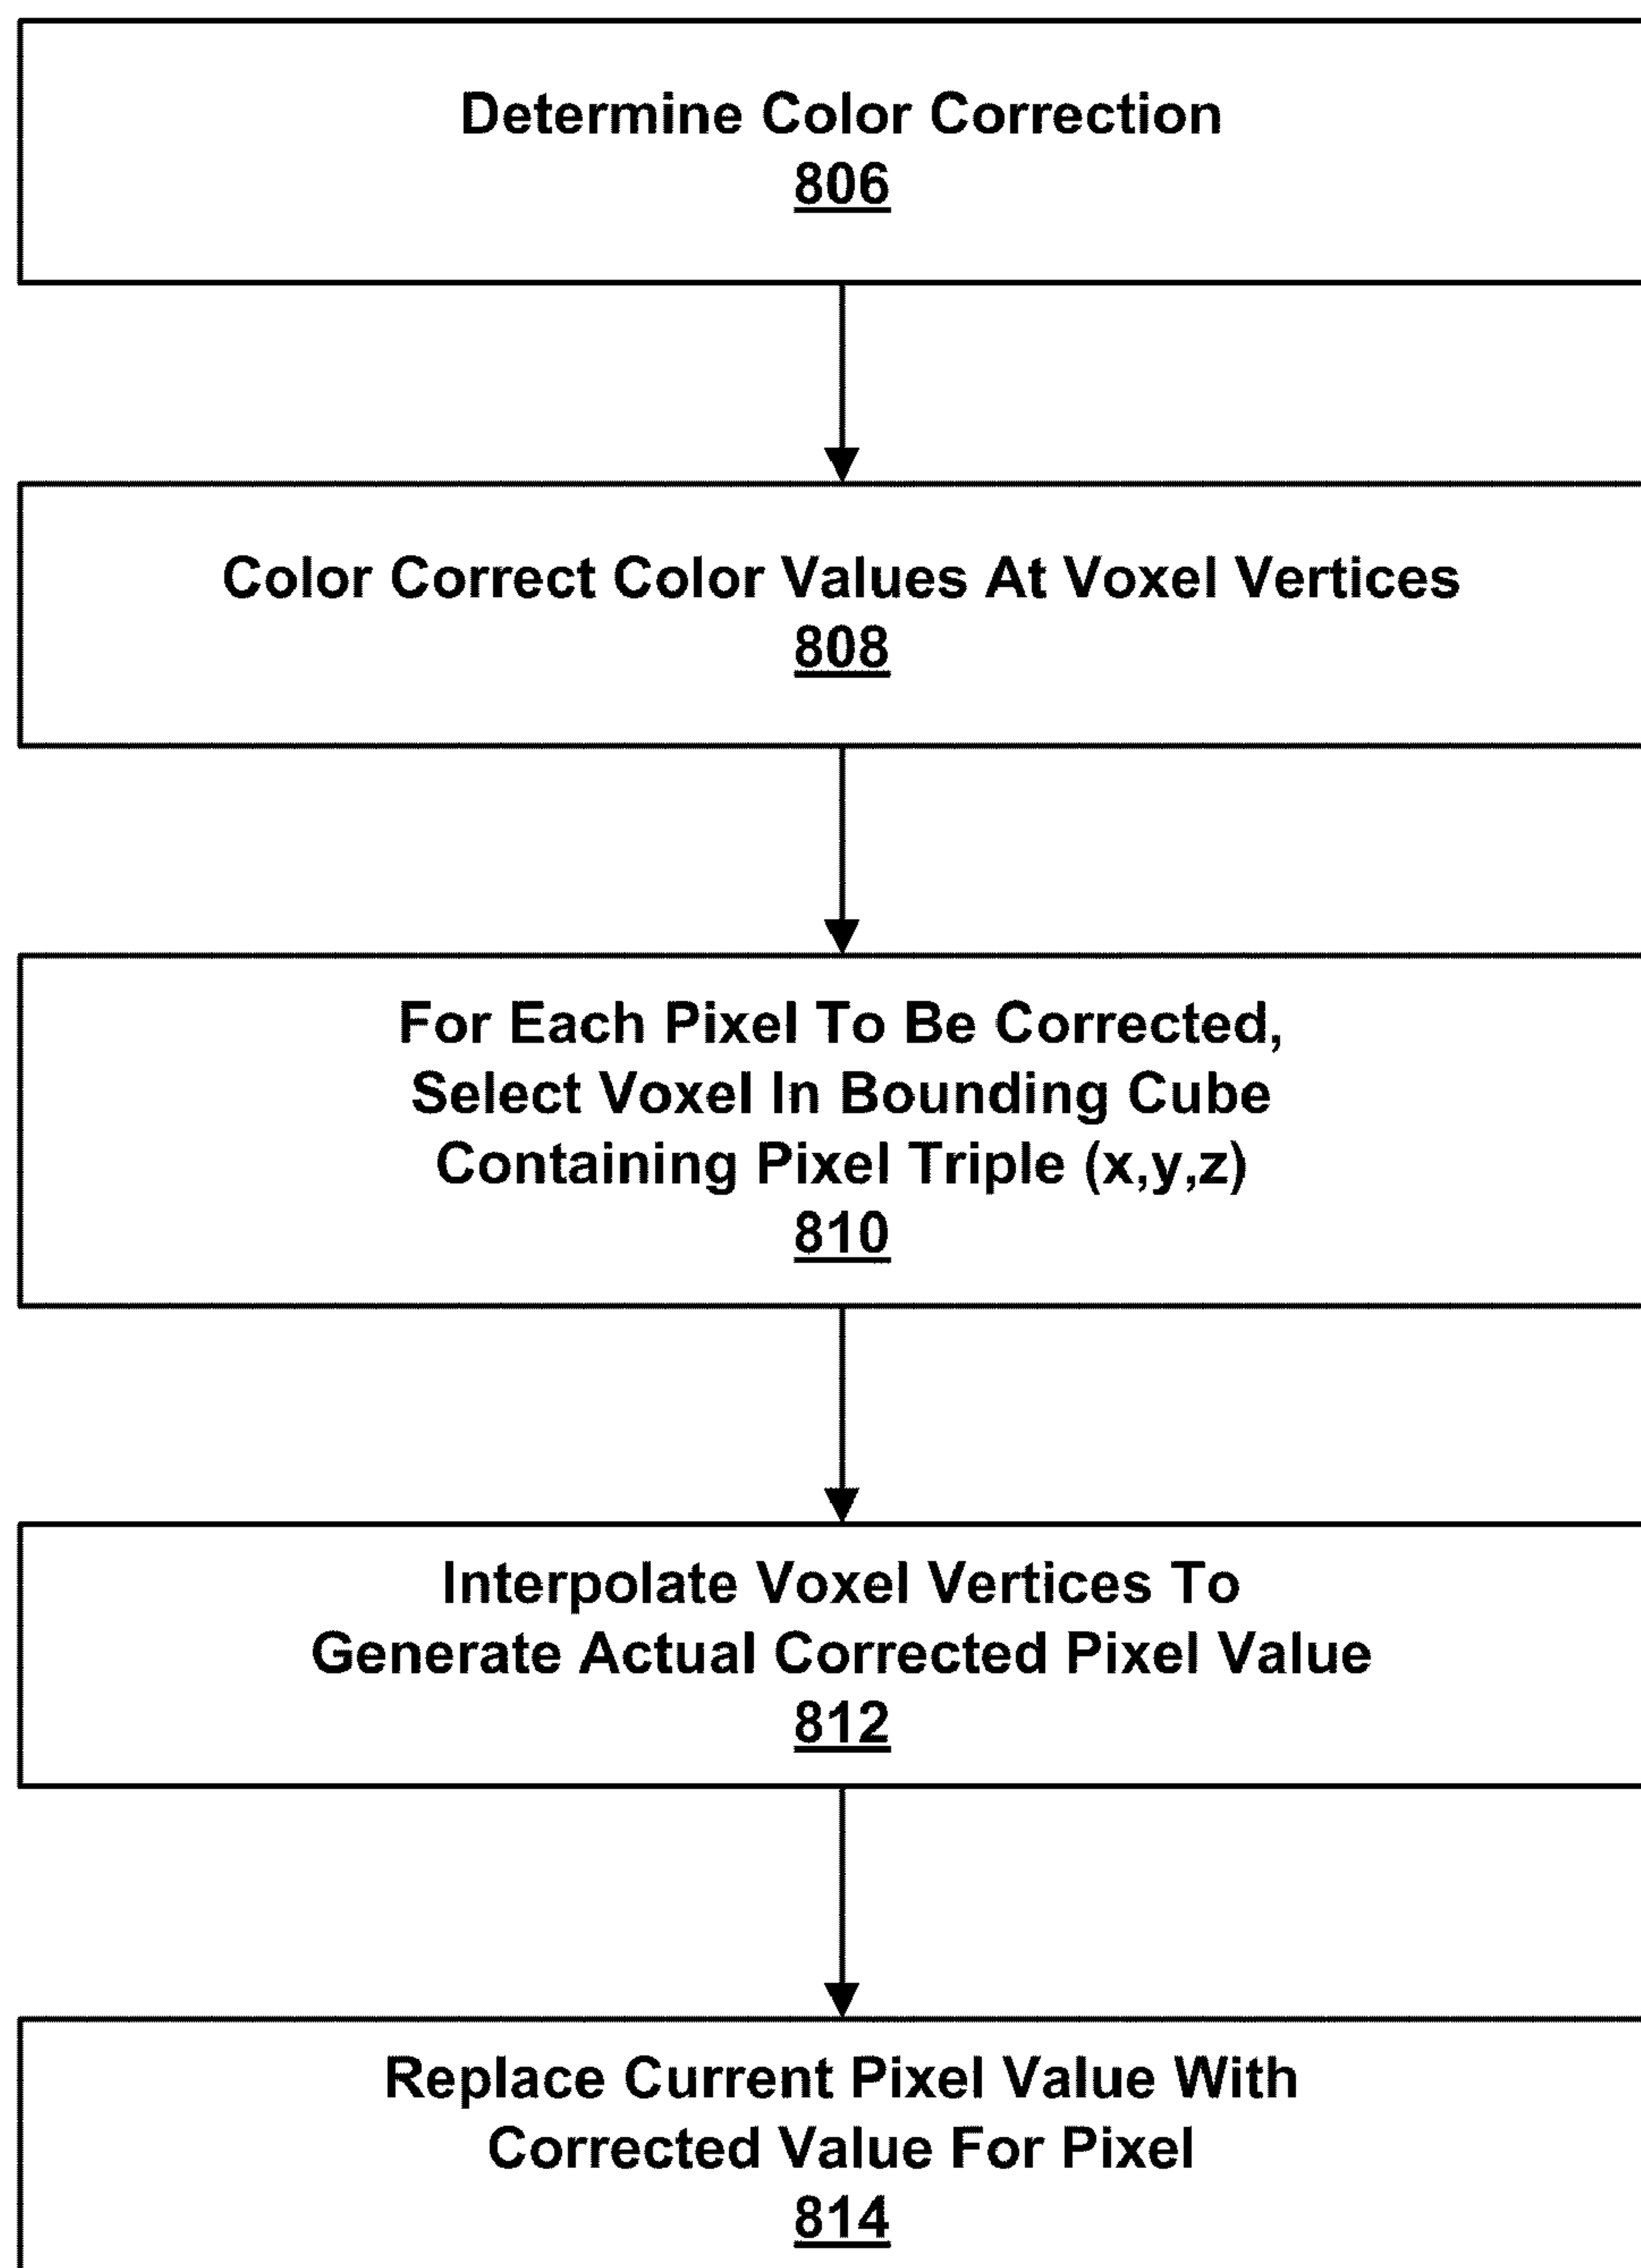 Determine Color Correction
806
Color Correct Color Values At Voxel Vertices
808
For Each Pixel To Be Corrected,
Select Voxel In Bounding Cube
Containing Pixel Triple (x,y,z)
810
Interpolate Voxel Vertices To
Generate Actual Corrected Pixel Value
812
Replace Current Pixel Value With
Corrected Value For Pixel
814